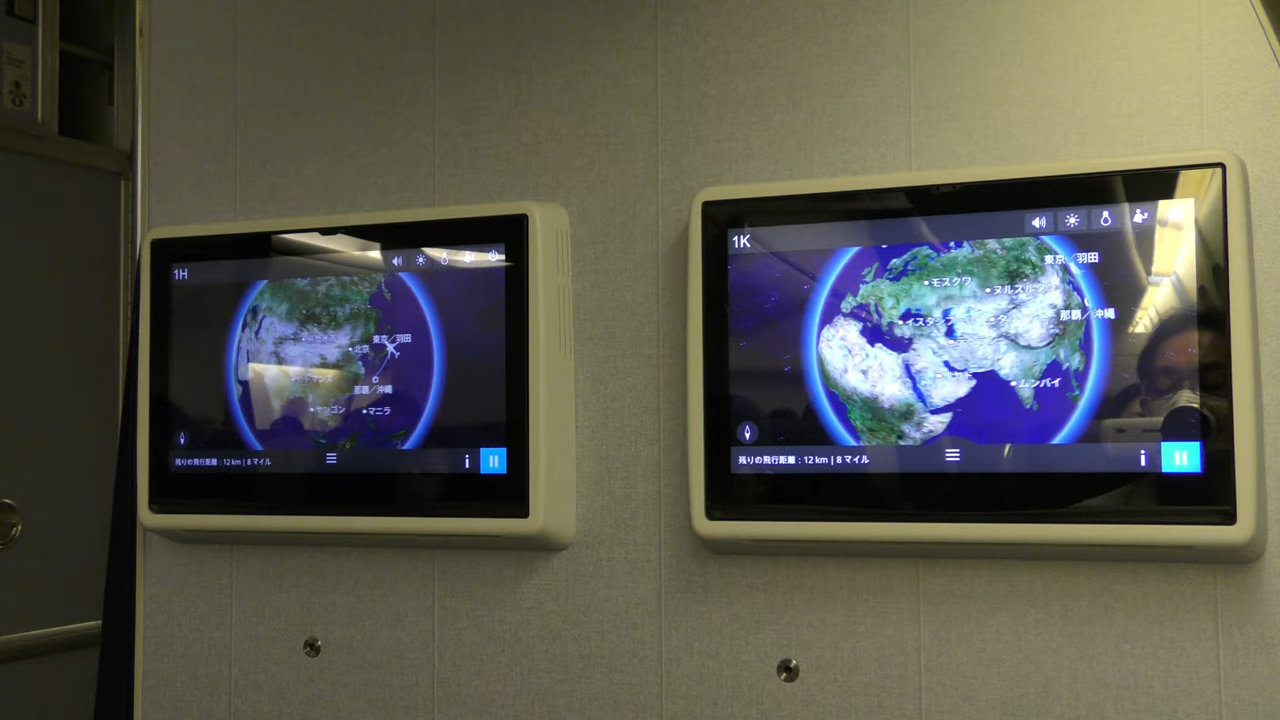 1H
東京／羽田
北京
那覇／沖縄
ヤンゴン
マニラ
残りの飛行距離 : 12 km | 8 マイル
i
1K
東京／羽田
モスクワ
那覇／沖縄
ムンバイ
残りの飛行距離 : 12 km | 8 マイル
i